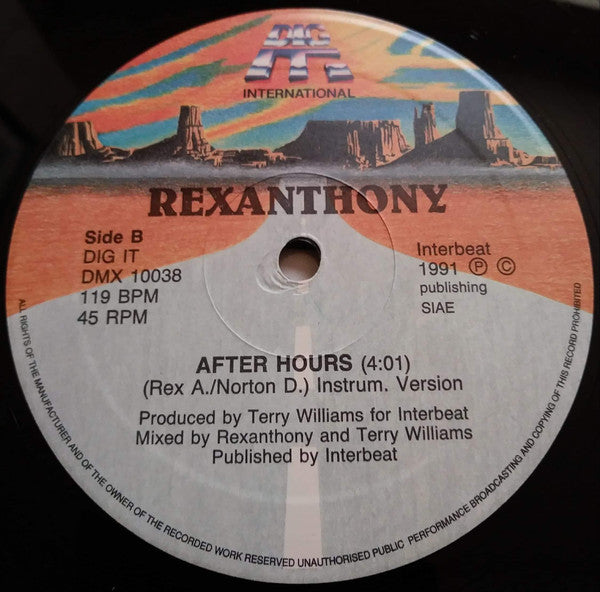 DIG
IT
INTERNATIONAL
REXANTHONY
Side B
DIG IT
DMX 10038
119 BPM
45 RPM
Interbeat
1991 Ⓟ ©
publishing
SIAE
AFTER HOURS (4:01)
(Rex A./Norton D.) Instrum. Version
Produced by Terry Williams for Interbeat
Mixed by Rexanthony and Terry Williams
Published by Interbeat
ALL RIGHTS OF THE MANUFACTURER AND OF THE OWNER OF THE RECORDED WORK RESERVED UNAUTHORISED PUBLIC PERFORMANCE BROADCASTING AND COPYING OF THIS RECORD PROHIBITED